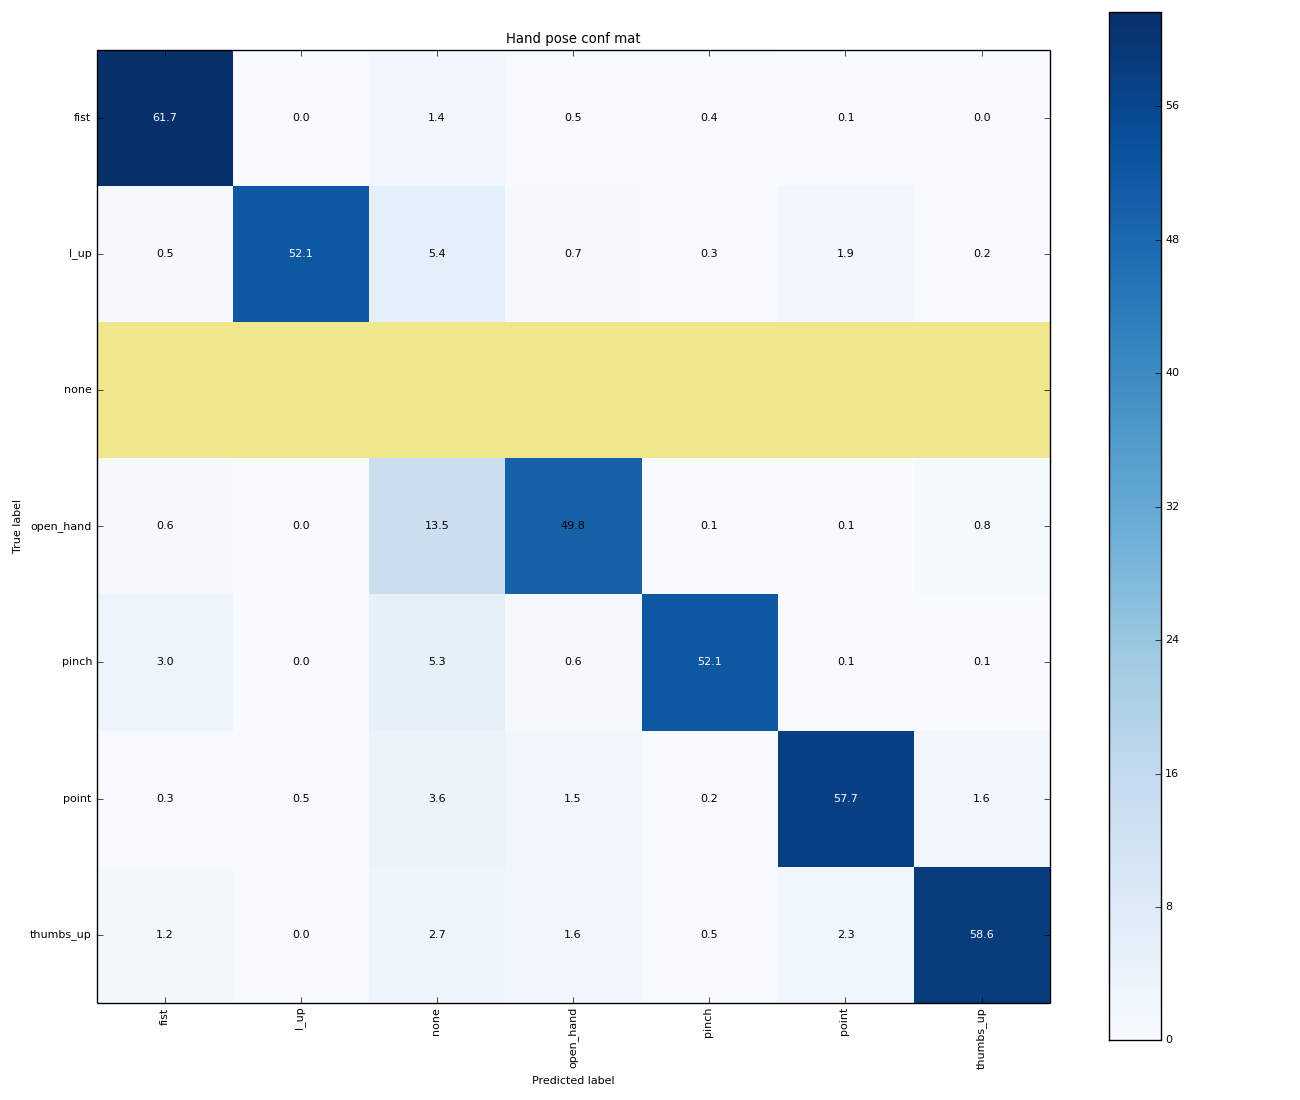 Hand pose conf mat
fist 61.7 0.0 1.4 0.5 0.4 0.1 0.0
l_up 0.5 52.1 5.4 0.7 0.3 1.9 0.2
none
open_hand 0.6 0.0 13.5 49.8 0.1 0.1 0.8
pinch 3.0 0.0 5.3 0.6 52.1 0.1 0.1
point 0.3 0.5 3.6 1.5 0.2 57.7 1.6
thumbs_up 1.2 0.0 2.7 1.6 0.5 2.3 58.6
True label
fist l_up none open_hand pinch point thumbs_up
Predicted label
56
48
40
32
24
16
8
0